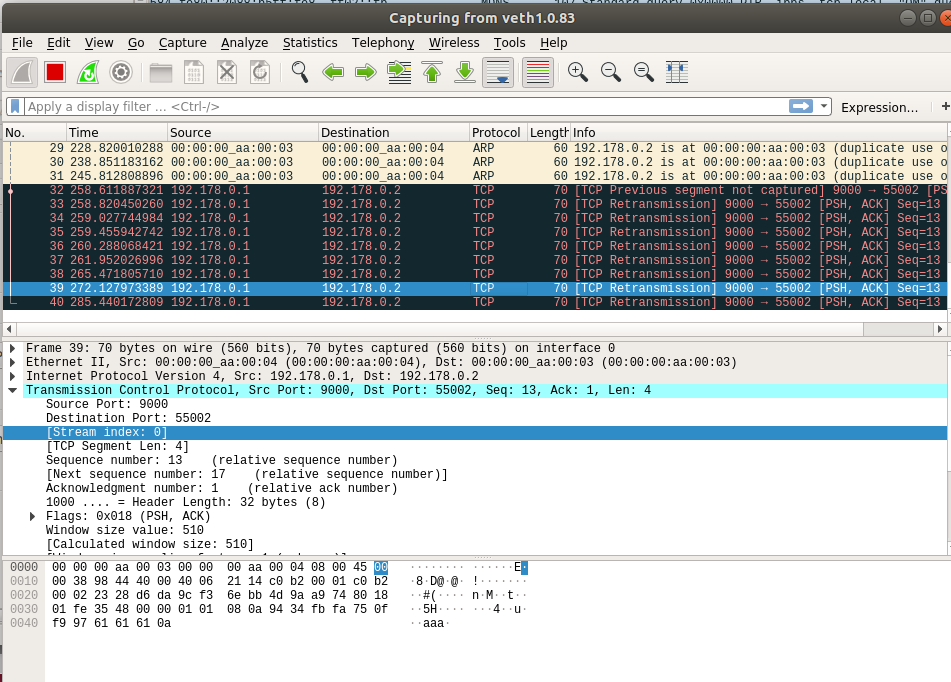 Capturing from veth1.0.83
File Edit View Go Capture Analyze Statistics Telephony Wireless Tools Help
Apply a display filter ... <Ctrl-/> Expression... +
No. Time Source Destination Protocol Length Info
29 228.820010288 00:00:00_aa:00:03 00:00:00_aa:00:04 ARP 60 192.178.0.2 is at 00:00:00:aa:00:03 (duplicate use o
30 238.851183162 00:00:00_aa:00:03 00:00:00_aa:00:04 ARP 60 192.178.0.2 is at 00:00:00:aa:00:03 (duplicate use o
31 245.812808896 00:00:00_aa:00:03 00:00:00_aa:00:04 ARP 60 192.178.0.2 is at 00:00:00:aa:00:03 (duplicate use o
32 258.611887321 192.178.0.1 192.178.0.2 TCP 70 [TCP Previous segment not captured] 9000 → 55002 [PS
33 258.820450260 192.178.0.1 192.178.0.2 TCP 70 [TCP Retransmission] 9000 → 55002 [PSH, ACK] Seq=13
34 259.027744984 192.178.0.1 192.178.0.2 TCP 70 [TCP Retransmission] 9000 → 55002 [PSH, ACK] Seq=13
35 259.455942742 192.178.0.1 192.178.0.2 TCP 70 [TCP Retransmission] 9000 → 55002 [PSH, ACK] Seq=13
36 260.288068421 192.178.0.1 192.178.0.2 TCP 70 [TCP Retransmission] 9000 → 55002 [PSH, ACK] Seq=13
37 261.952026996 192.178.0.1 192.178.0.2 TCP 70 [TCP Retransmission] 9000 → 55002 [PSH, ACK] Seq=13
38 265.471805710 192.178.0.1 192.178.0.2 TCP 70 [TCP Retransmission] 9000 → 55002 [PSH, ACK] Seq=13
39 272.127973389 192.178.0.1 192.178.0.2 TCP 70 [TCP Retransmission] 9000 → 55002 [PSH, ACK] Seq=13
40 285.440172809 192.178.0.1 192.178.0.2 TCP 70 [TCP Retransmission] 9000 → 55002 [PSH, ACK] Seq=13
Frame 39: 70 bytes on wire (560 bits), 70 bytes captured (560 bits) on interface 0
Ethernet II, Src: 00:00:00_aa:00:04 (00:00:00:aa:00:04), Dst: 00:00:00_aa:00:03 (00:00:00:aa:00:03)
Internet Protocol Version 4, Src: 192.178.0.1, Dst: 192.178.0.2
Transmission Control Protocol, Src Port: 9000, Dst Port: 55002, Seq: 13, Ack: 1, Len: 4
Source Port: 9000
Destination Port: 55002
[Stream index: 0]
[TCP Segment Len: 4]
Sequence number: 13 (relative sequence number)
[Next sequence number: 17 (relative sequence number)]
Acknowledgment number: 1 (relative ack number)
1000 .... = Header Length: 32 bytes (8)
Flags: 0x018 (PSH, ACK)
Window size value: 510
[Calculated window size: 510]
0000 00 00 00 aa 00 03 00 00 00 aa 00 04 08 00 45 00 ········ ······E·
0010 00 38 98 44 40 00 40 06 21 14 c0 b2 00 01 c0 b2 ·8·D@·@· !·······
0020 00 02 23 28 d6 da 9c f3 6e bb 4d 9a a9 74 80 18 ··#(···· n·M··t··
0030 01 fe 35 48 00 00 01 01 08 0a 94 34 fb fa 75 0f ··5H···· ···4··u·
0040 f9 97 61 61 61 0a ··aaa·